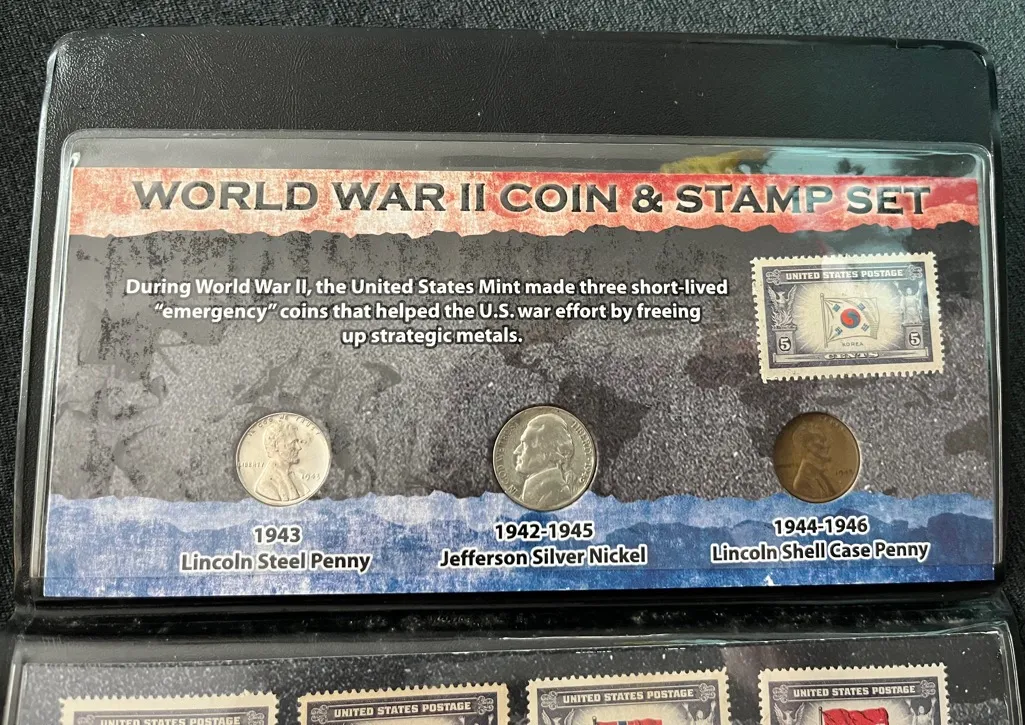 WORLD WAR II COIN & STAMP SET
During World War II, the United States Mint made three short-lived
"emergency" coins that helped the U.S. war effort by freeing
up strategic metals.
UNITED STATES POSTAGE
KOREA
5 5
CENTS
LIBERTY 1943
1943
Lincoln Steel Penny
1942-1945
Jefferson Silver Nickel
1944-1946
Lincoln Shell Case Penny
UNITED STATES POSTAGE
UNITED STATES POSTAGE
UNITED STATES POSTAGE
UNITED STATES POSTAGE